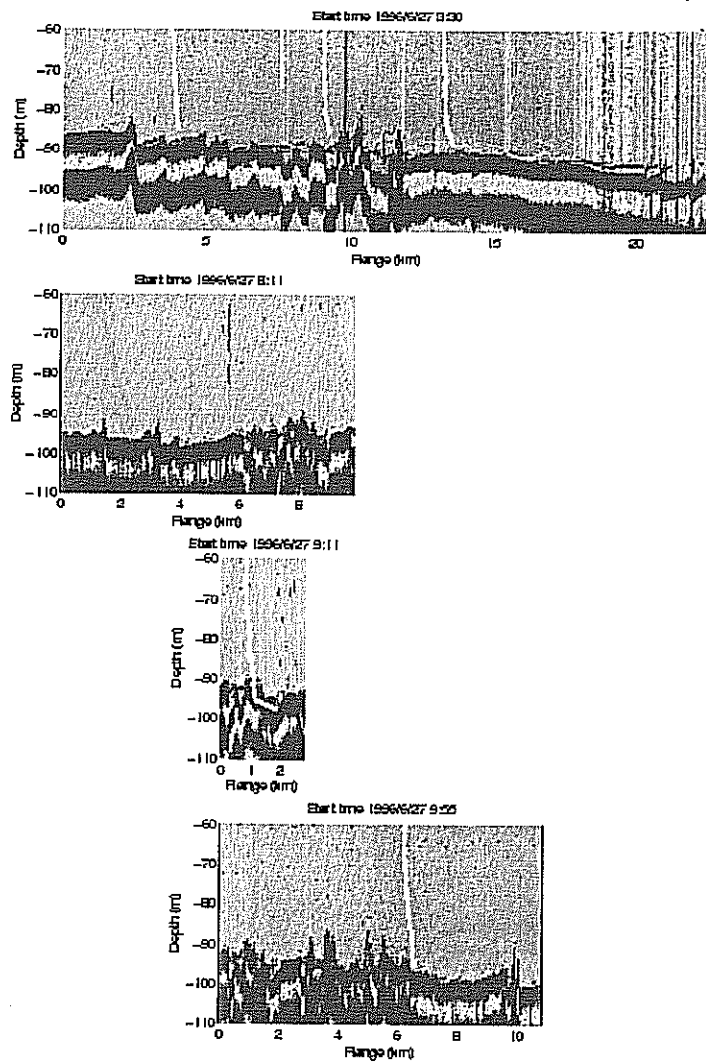 Start time 1996/6/27 3:30
-60
-70
-80
-90
-100
-110
Depth (m)
0 5 10 15 20
Range (km)
Start time 1996/6/27 8:11
-60
-70
-80
-90
-100
-110
Depth (m)
0 2 4 6 8
Range (km)
Start time 1996/6/27 9:11
-60
-70
-80
-90
-100
-110
Depth (m)
0 1 2
Range (km)
Start time 1996/6/27 9:55
-60
-70
-80
-90
-100
-110
Depth (m)
0 2 4 6 8 10
Range (km)